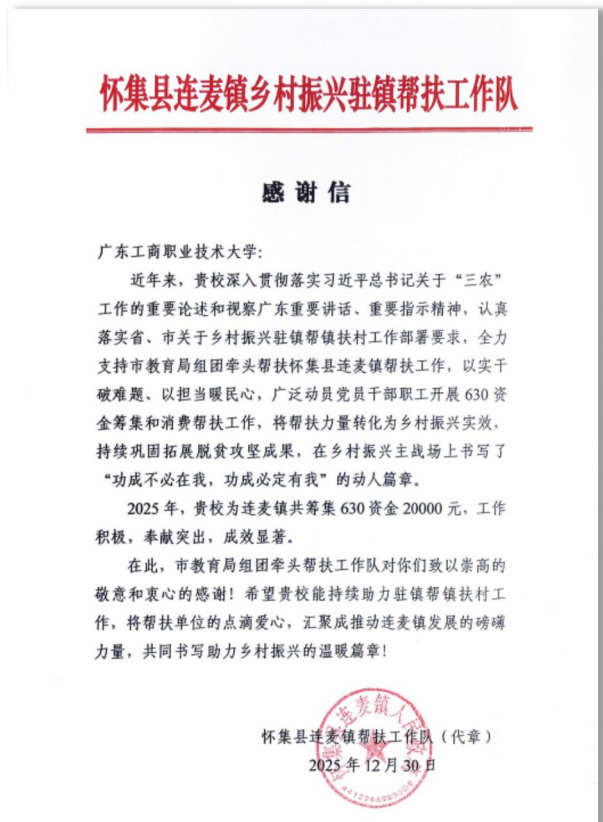 怀集县连麦镇乡村振兴驻镇帮扶工作队
感谢信
广东工商职业技术大学：
近年来，贵校深入贯彻落实习近平总书记关于“三农”
工作的重要论述和视察广东重要讲话、重要指示精神，认真
落实省、市关于乡村振兴驻镇帮镇扶村工作部署要求，全力
支持市教育局组团牵头帮扶怀集县连麦镇帮扶工作，以实干
破难题、以担当暖民心，广泛动员党员干部职工开展630资
金筹集和消费帮扶工作，将帮扶力量转化为乡村振兴实效，
持续巩固拓展脱贫攻坚成果，在乡村振兴主战场上书写了
“功成不必在我，功成必定有我”的动人篇章。
2025年，贵校为连麦镇共筹集630资金20000元，工作
积极，奉献突出，成效显著。
在此，市教育局组团牵头帮扶工作队对你们致以崇高的
敬意和衷心的感谢！希望贵校能持续助力驻镇帮镇扶村工
作，将帮扶单位的点滴爱心，汇聚成推动连麦镇发展的磅礴
力量，共同书写助力乡村振兴的温暖篇章！
怀集县连麦镇人民政府
怀集县连麦镇帮扶工作队（代章）
2025年12月30日